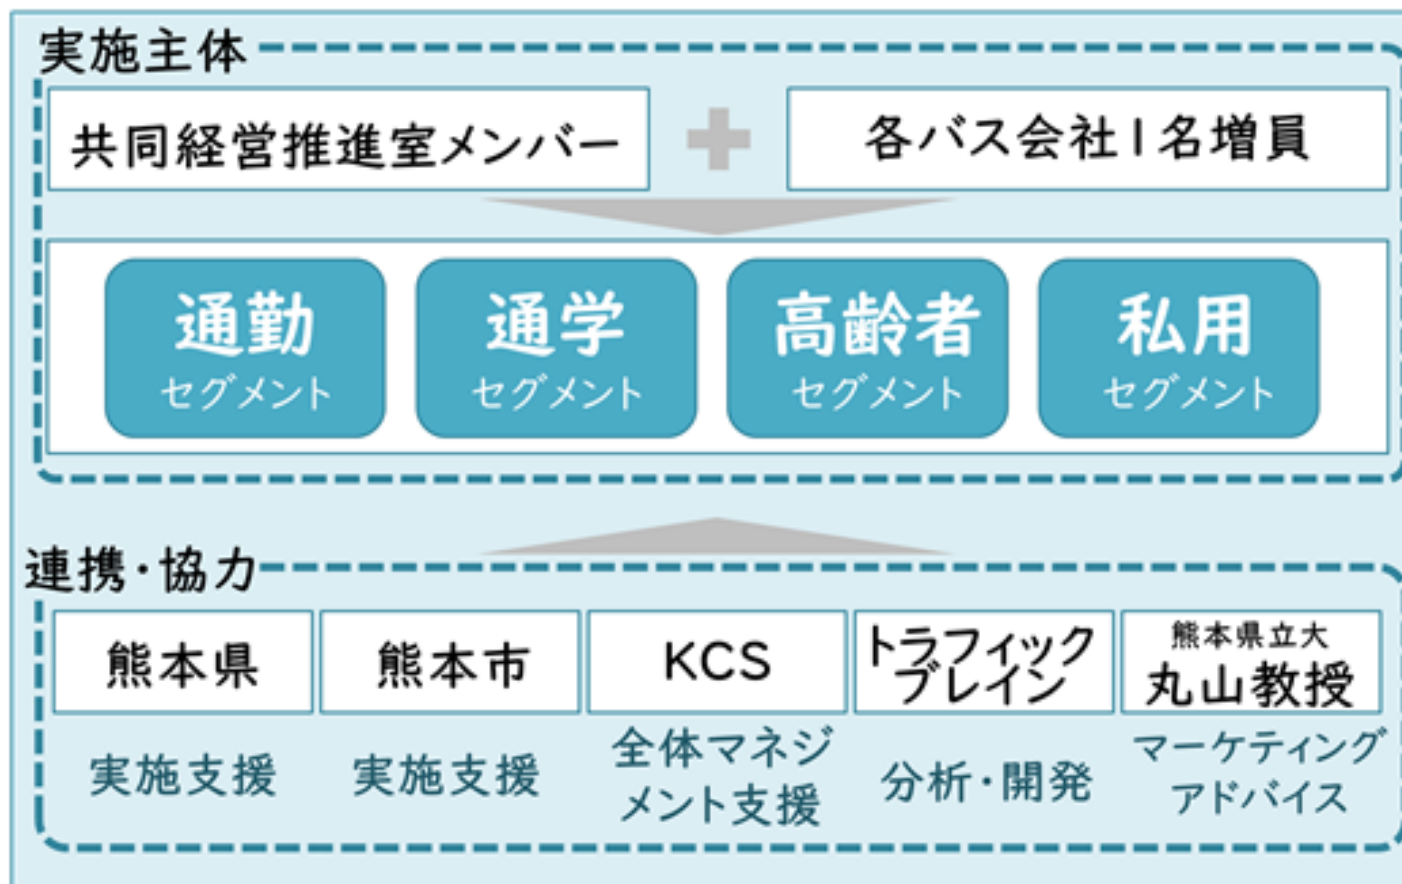 実施主体
共同経営推進室メンバー
各バス会社1名増員
通勤
セグメント
通学
セグメント
高齢者
セグメント
私用
セグメント
連携・協力
熊本県
実施支援
熊本市
実施支援
KCS
全体マネジ
メント支援
トラフィック
ブレイン
分析・開発
熊本県立大
丸山教授
マーケティング
アドバイス